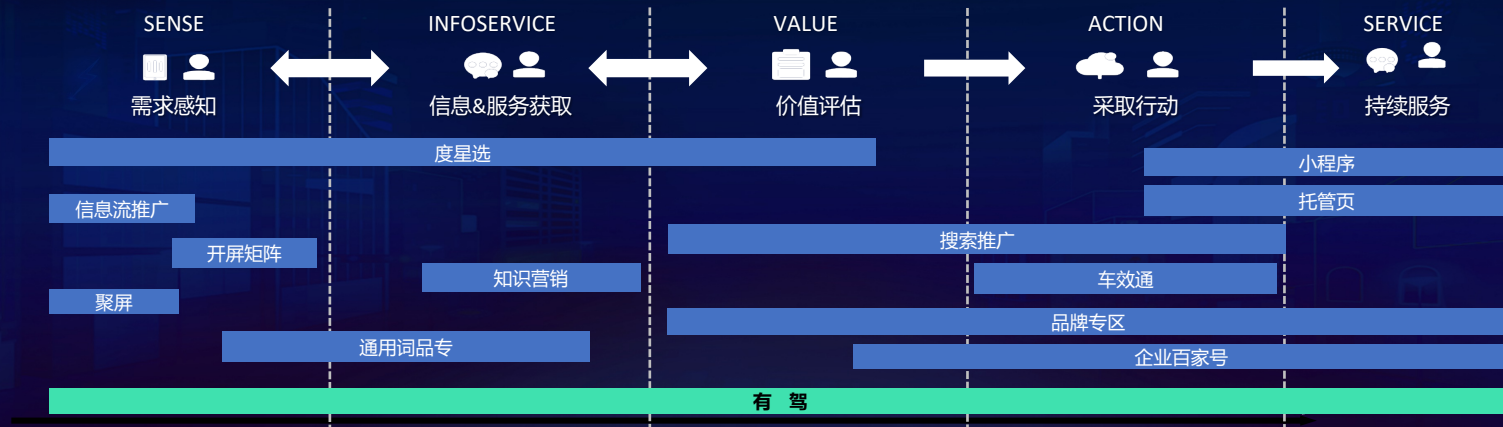 SENSE
INFOSERVICE
VALUE
ACTION
SERVICE
需求感知
信息&服务获取
价值评估
采取行动
持续服务
度星选
小程序
托管页
信息流推广
搜索推广
开屏矩阵
知识营销
车效通
聚屏
品牌专区
通用词品专
企业百家号
有 驾